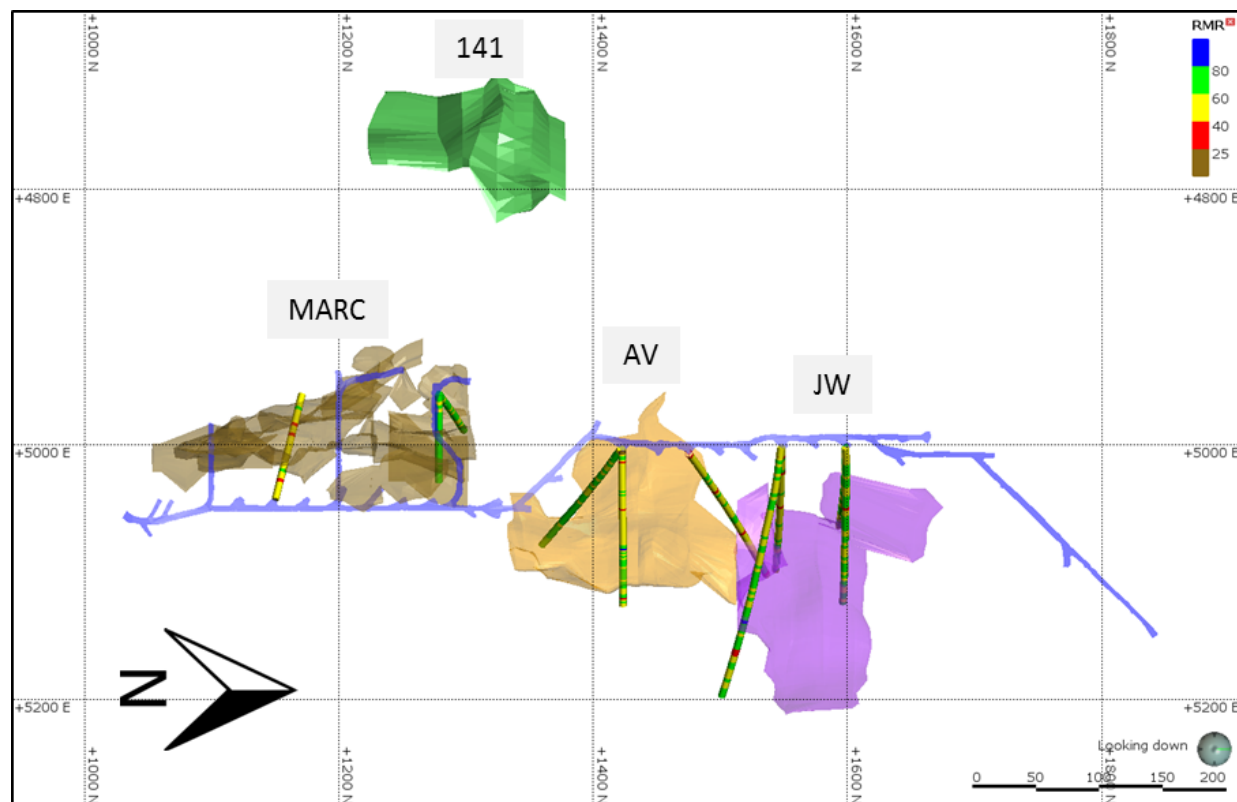 +1000 N
+1200 N
+1400 N
+1600 N
+1800 N
RMR
80
60
40
25
141
+4800 E
+4800 E
MARC
AV
JW
+5000 E
+5000 E
N
+5200 E
+5200 E
Looking down
0 50 100 150 200
+1000 N
+1200 N
+1400 N
+1600 N
+1800 N